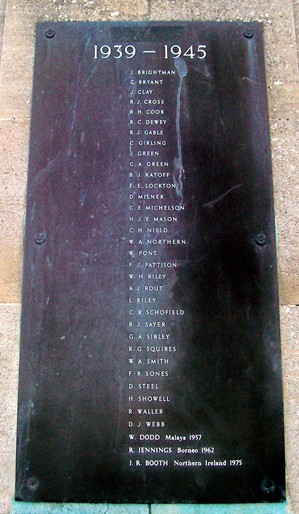 1939 – 1945
J. BRIGHTMAN
G. BRYANT
J. CLAY
R. J. CROSS
R. H. COOK
R. C. DEWEY
R. J. GABLE
C. GIRLING
J. GREEN
C. A. GREEN
B. J. KATOFF
E. E. LOCKTON
D. MILNER
C. E. MICHELSON
H. J. E. MASON
C. H. NIELD
W. A. NORTHERN
W. PONT
F. J. PATTISON
W. H. RILEY
A. J. ROUT
L. RILEY
C. R. SCHOFIELD
R. J. SAYER
G. A. SIBLEY
R. G. SQUIRES
W. A. SMITH
F. R. SONES
D. STEEL
H. SHOWELL
R. WALLER
D. J. WEBB
W. DODD Malaya 1957
R. JENNINGS Borneo 1962
J. R. BOOTH Northern Ireland 1975